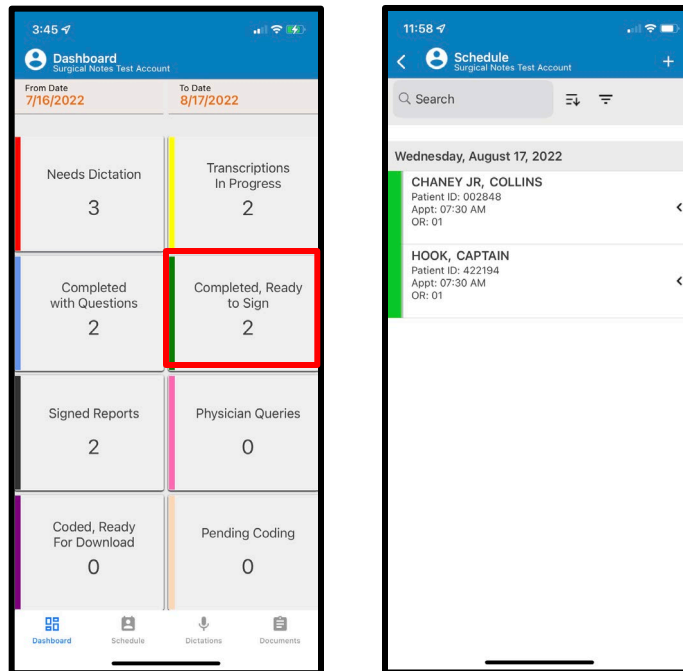 3:45
Dashboard
Surgical Notes Test Account
From Date
7/16/2022
To Date
8/17/2022
Needs Dictation
3
Transcriptions
In Progress
2
Completed
with Questions
2
Completed, Ready
to Sign
2
Signed Reports
2
Physician Queries
0
Coded, Ready
For Download
0
Pending Coding
0
Dashboard
Schedule
Dictations
Documents
11:58
Schedule
Surgical Notes Test Account
Search
Wednesday, August 17, 2022
CHANEY JR, COLLINS
Patient ID: 002848
Appt: 07:30 AM
OR: 01
HOOK, CAPTAIN
Patient ID: 422194
Appt: 07:30 AM
OR: 01